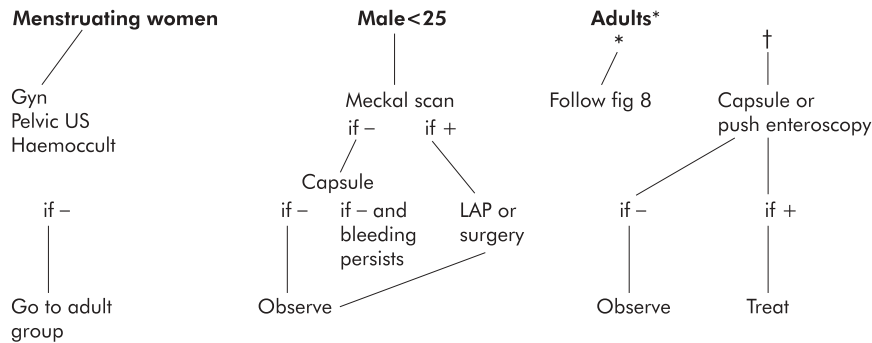 Menstruating women
Male<25
Adults*
*
†
Gyn
Pelvic US
Haemoccult
Meckal scan
if –
if +
Follow fig 8
Capsule or
push enteroscopy
Capsule
if –
if –
if – and
bleeding
persists
LAP or
surgery
if –
if +
Go to adult
group
Observe
Observe
Treat